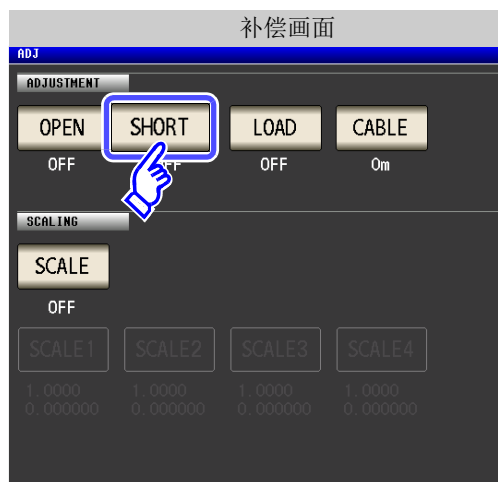 补偿画面
ADJ
ADJUSTMENT
OPEN SHORT LOAD CABLE
OFF OFF OFF 0m
SCALING
SCALE
OFF
SCALE1 SCALE2 SCALE3 SCALE4
1.0000 1.0000 1.0000 1.0000
0.000000 0.000000 0.000000 0.000000